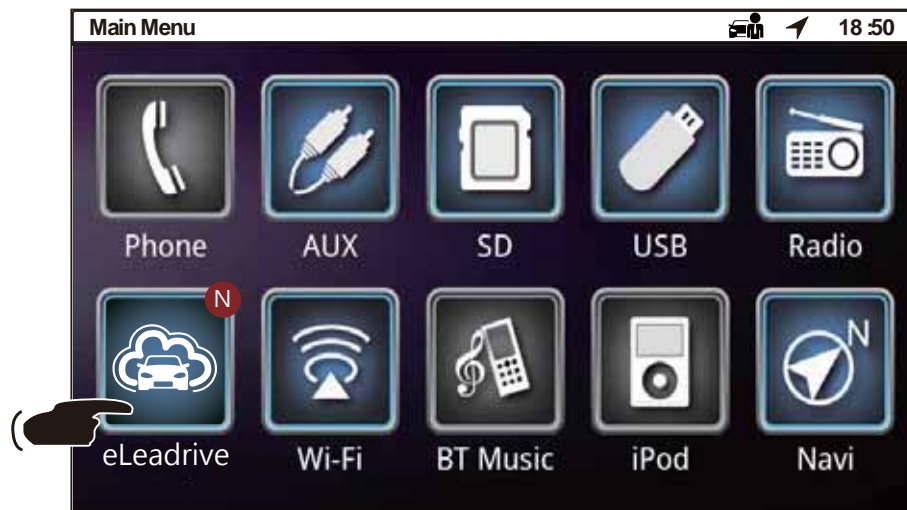 Main Menu 18:50
Phone AUX SD USB Radio
N
N
eLeadrive Wi-Fi BT Music iPod Navi